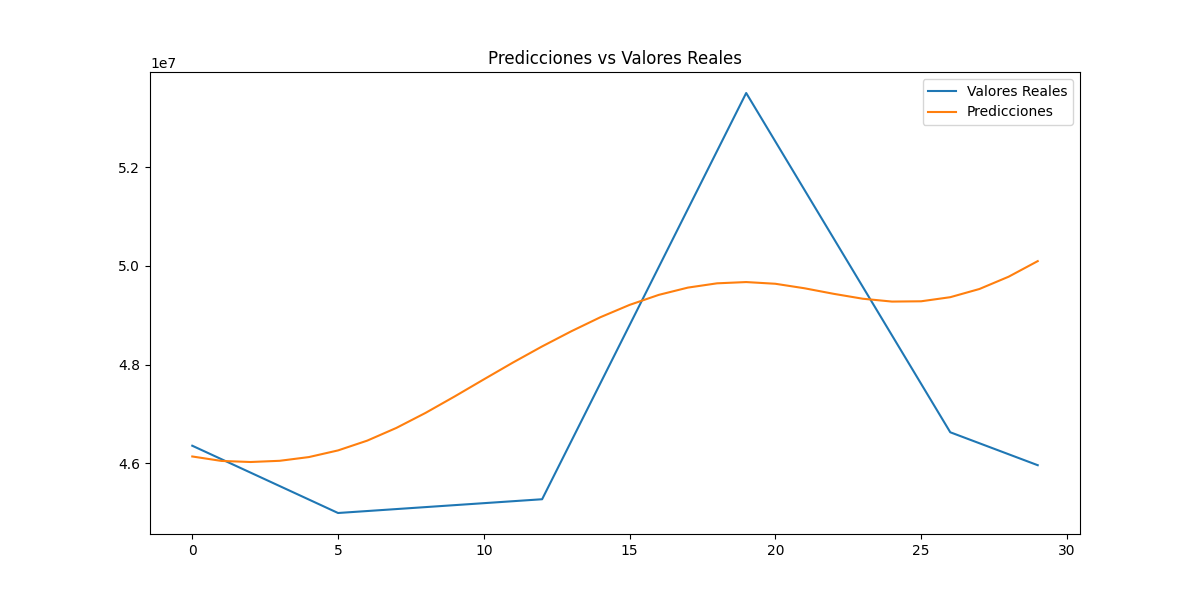 Predicciones vs Valores Reales
1e7
Valores Reales
Predicciones
5.2
5.0
4.8
4.6
0 5 10 15 20 25 30